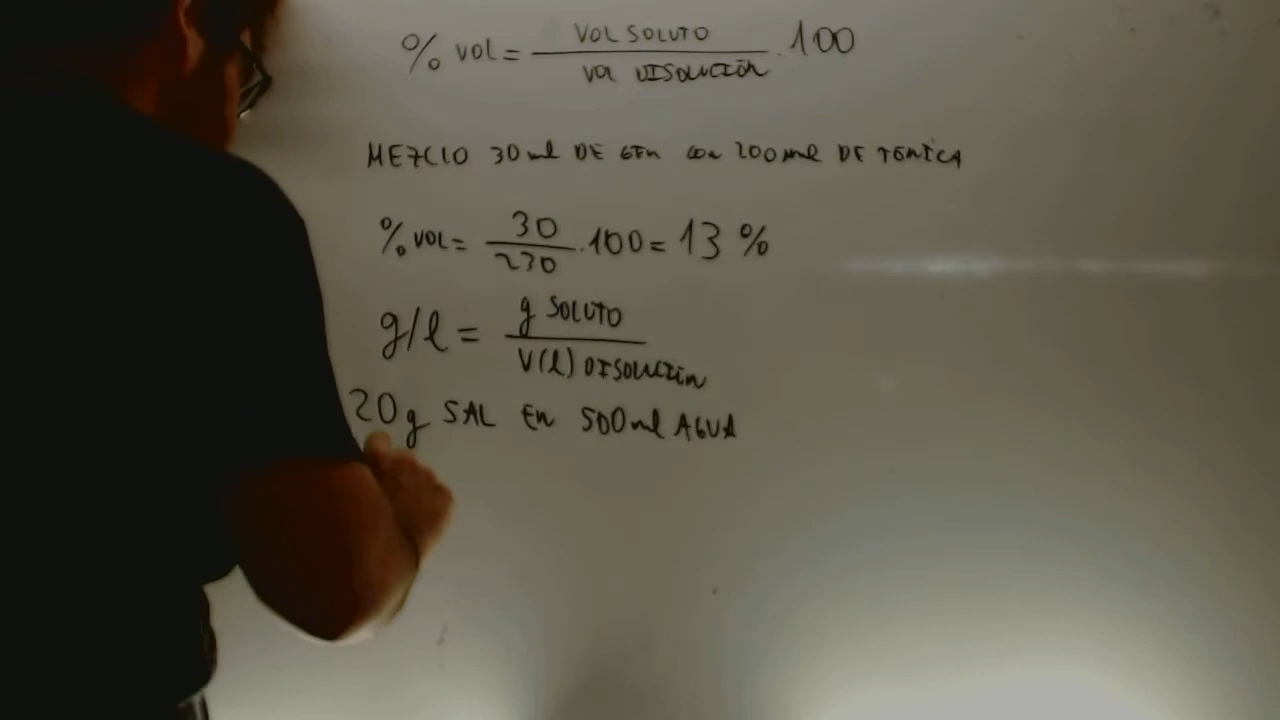 % VOL = VOL SOLUTO / VOL DISOLUCIÓN · 100
MEZCLO 30 ml DE GIN CON 200 ml DE TÓNICA
% VOL = 30 / 230 · 100 = 13 %
g/l = g SOLUTO / V(l) DISOLUCIÓN
20 g SAL EN 500 ml AGUA